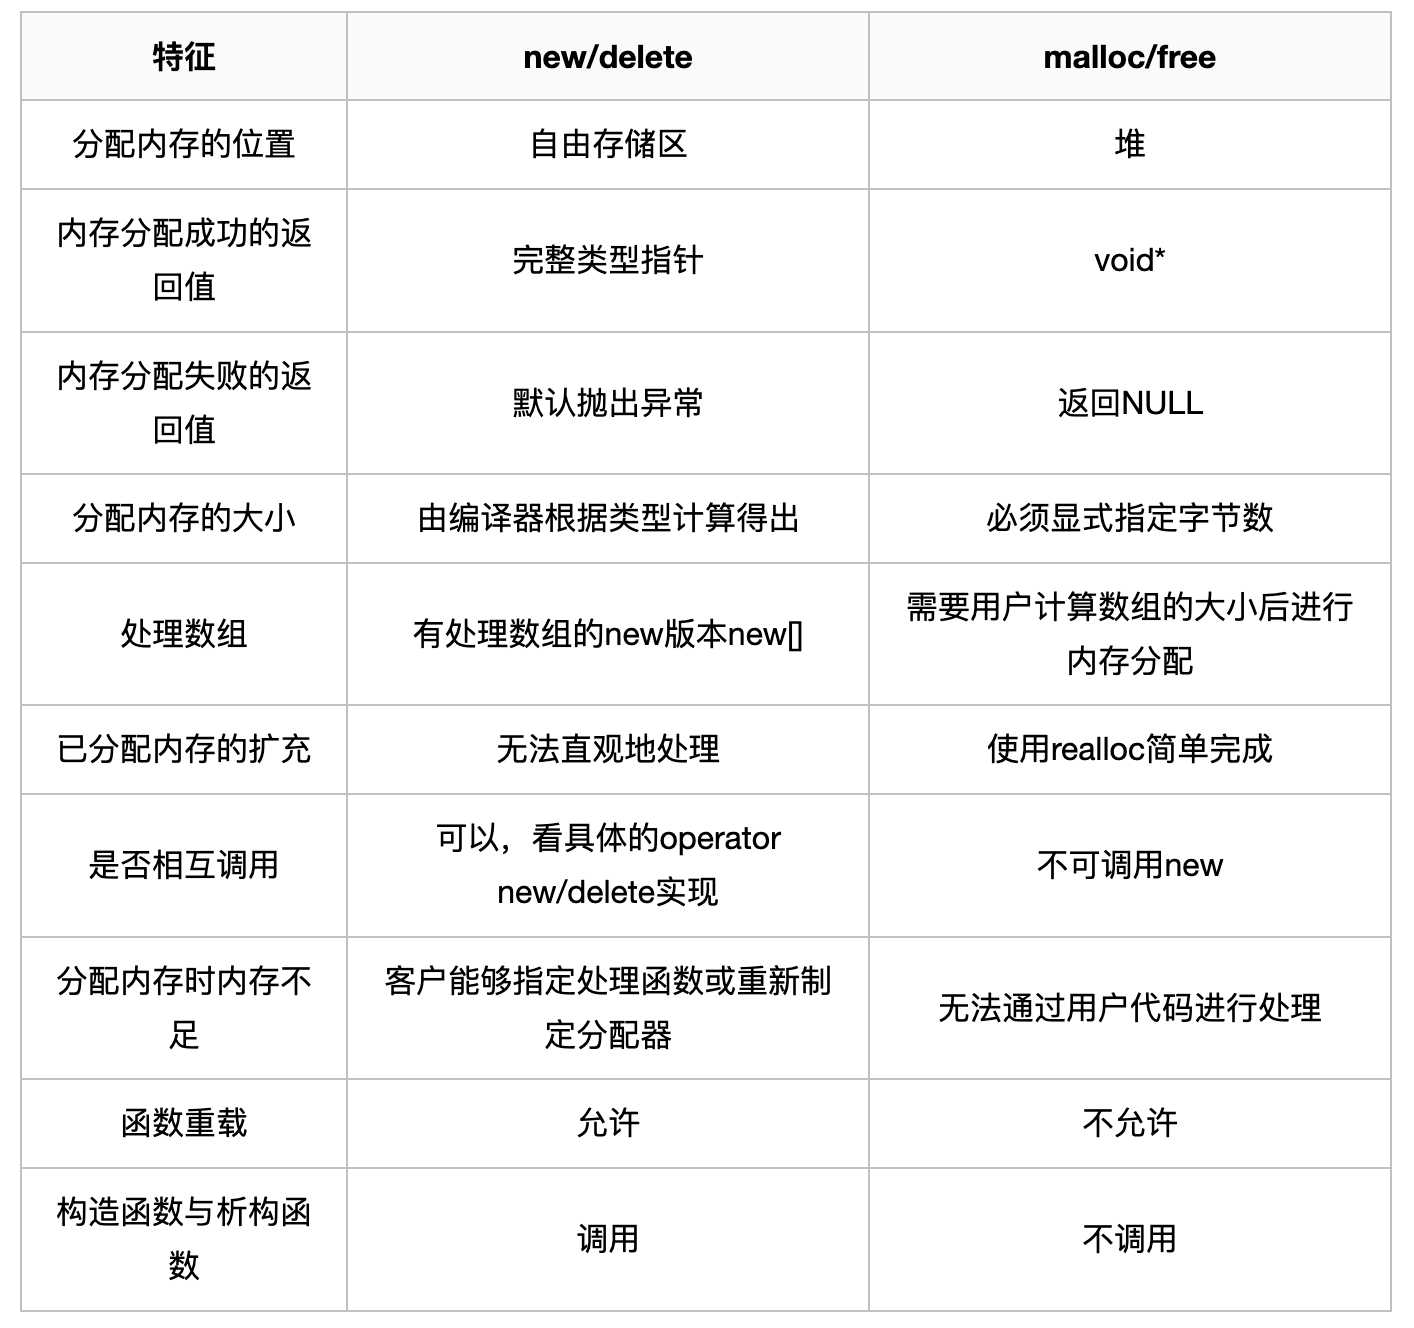 特征
new/delete
malloc/free
分配内存的位置
自由存储区
堆
内存分配成功的返
回值
完整类型指针
void*
内存分配失败的返
回值
默认抛出异常
返回NULL
分配内存的大小
由编译器根据类型计算得出
必须显式指定字节数
处理数组
有处理数组的new版本new[]
需要用户计算数组的大小后进行
内存分配
已分配内存的扩充
无法直观地处理
使用realloc简单完成
是否相互调用
可以，看具体的operator
new/delete实现
不可调用new
分配内存时内存不
足
客户能够指定处理函数或重新制
定分配器
无法通过用户代码进行处理
函数重载
允许
不允许
构造函数与析构函
数
调用
不调用